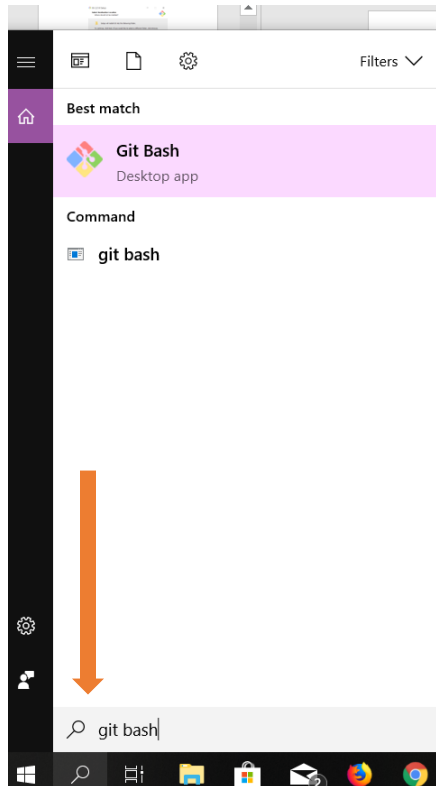 Filters
Best match
Git Bash
Desktop app
Command
git bash
git bash